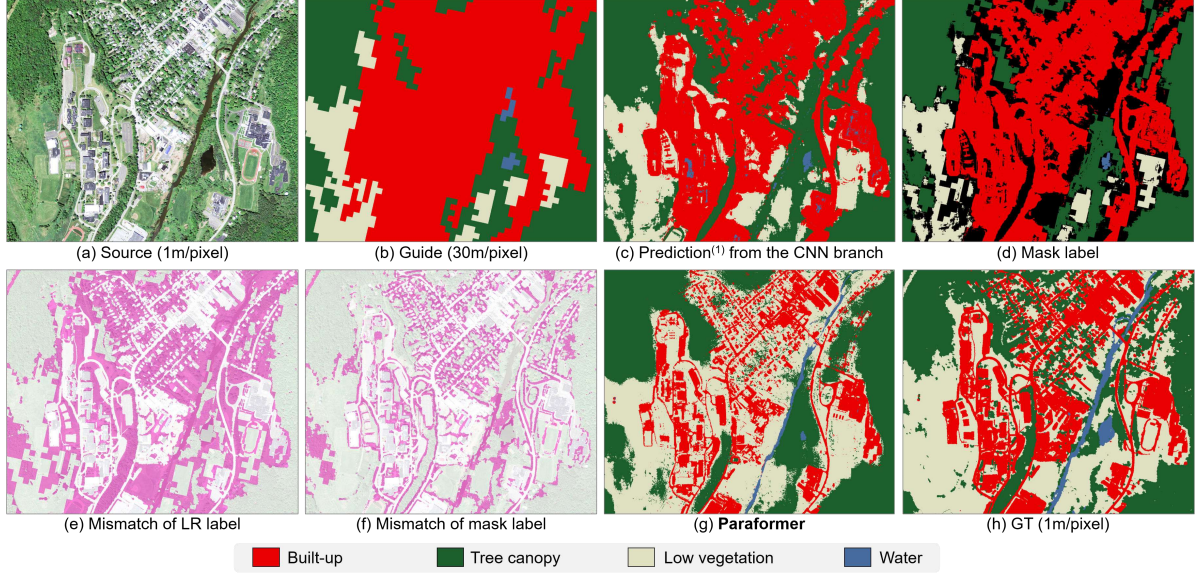 (a) Source (1m/pixel)
(b) Guide (30m/pixel)
(c) Prediction⁽¹⁾ from the CNN branch
(d) Mask label
(e) Mismatch of LR label
(f) Mismatch of mask label
(g) Paraformer
(h) GT (1m/pixel)
Built-up
Tree canopy
Low vegetation
Water